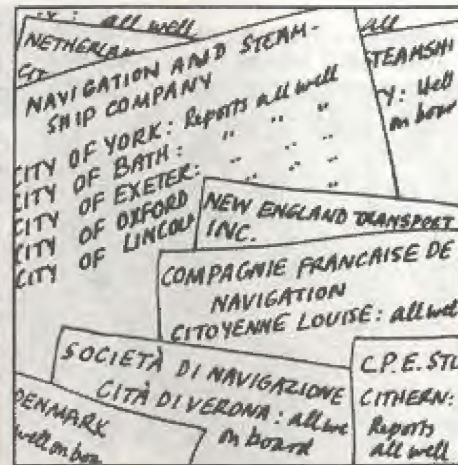 : all well
NETHERLAN
NAVIGATION AND STEAM-
SHIP COMPANY
CITY OF YORK: Reports all well
CITY OF BATH: " " "
CITY OF EXETER: " " "
CITY OF OXFORD
CITY OF LINCOL
CITY OF
all
STEAMSHI
TY: Well
on boar
NEW ENGLAND TRANSPORT
INC.
COMPAGNIE FRANCAISE DE
NAVIGATION
CITOYENNE LOUISE: all wel
SOCIETÀ DI NAVIGAZIONE
CITÀ DI VERONA: all we
on board
C.P.E. STE
CITHERN:
Reports
all well
DENMARK
well on boa